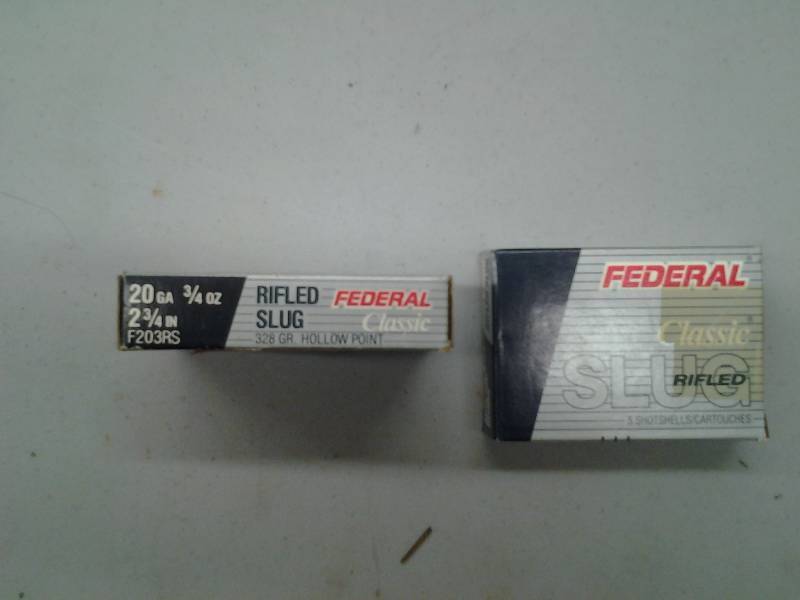 20 GA 3/4 OZ
2 3/4 IN
F203RS
RIFLED
SLUG
328 GR. HOLLOW POINT
FEDERAL
Classic
FEDERAL®
Classic®
SLUG
RIFLED
5 SHOTSHELLS/CARTOUCHES